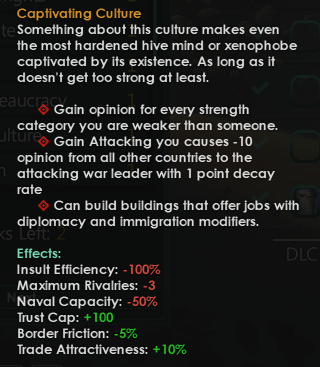 Captivating Culture
Something about this culture makes even
the most hardened hive mind or xenophobe
captivated by its existence. As long as it
doesn't get too strong at least.
Gain opinion for every strength
category you are weaker than someone.
Gain Attacking you causes -10
opinion from all other countries to the
attacking war leader with 1 point decay
rate
Can build buildings that offer jobs with
diplomacy and immigration modifiers.
Effects:
Insult Efficiency: -100%
Maximum Rivalries: -3
Naval Capacity: -50%
Trust Cap: +100
Border Friction: -5%
Trade Attractiveness: +10%
DLC